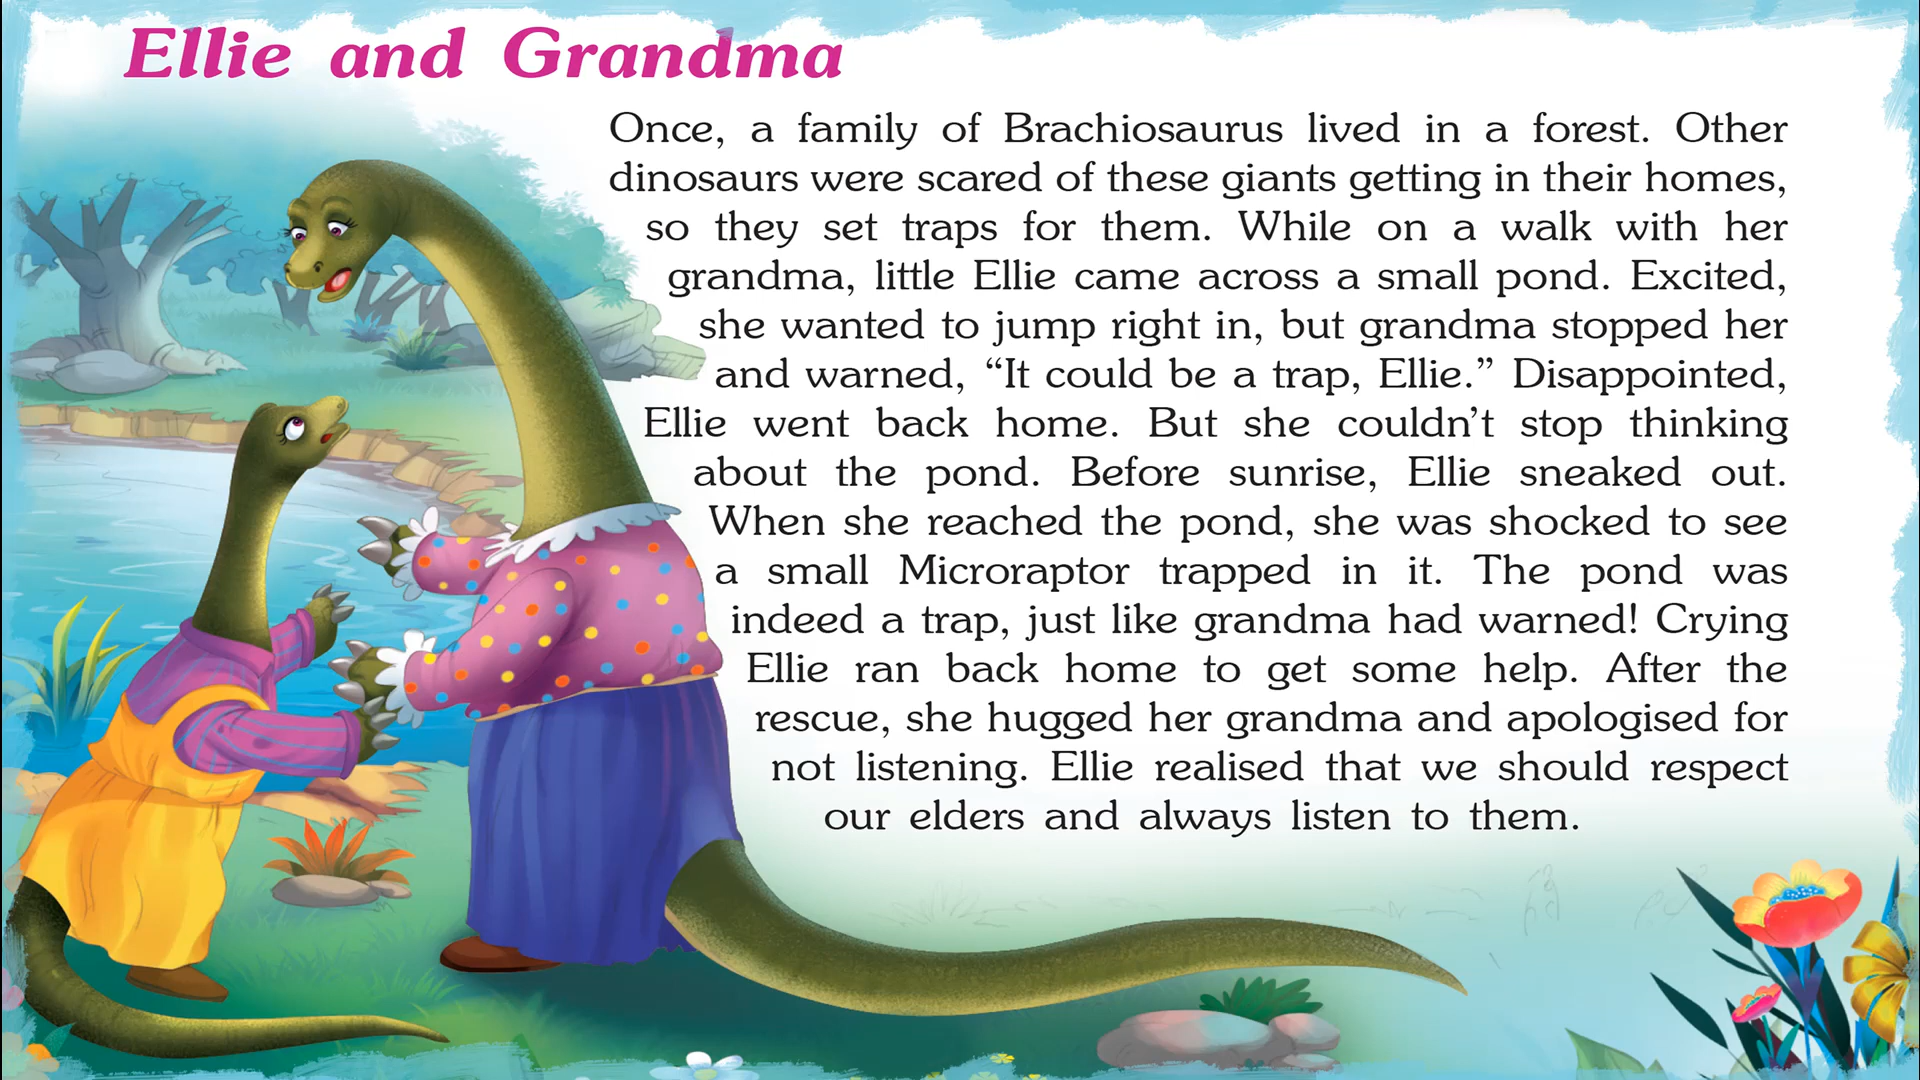 Ellie and Grandma
Once, a family of Brachiosaurus lived in a forest. Other
dinosaurs were scared of these giants getting in their homes,
so they set traps for them. While on a walk with her
grandma, little Ellie came across a small pond. Excited,
she wanted to jump right in, but grandma stopped her
and warned, “It could be a trap, Ellie.” Disappointed,
Ellie went back home. But she couldn’t stop thinking
about the pond. Before sunrise, Ellie sneaked out.
When she reached the pond, she was shocked to see
a small Microraptor trapped in it. The pond was
indeed a trap, just like grandma had warned! Crying
Ellie ran back home to get some help. After the
rescue, she hugged her grandma and apologised for
not listening. Ellie realised that we should respect
our elders and always listen to them.